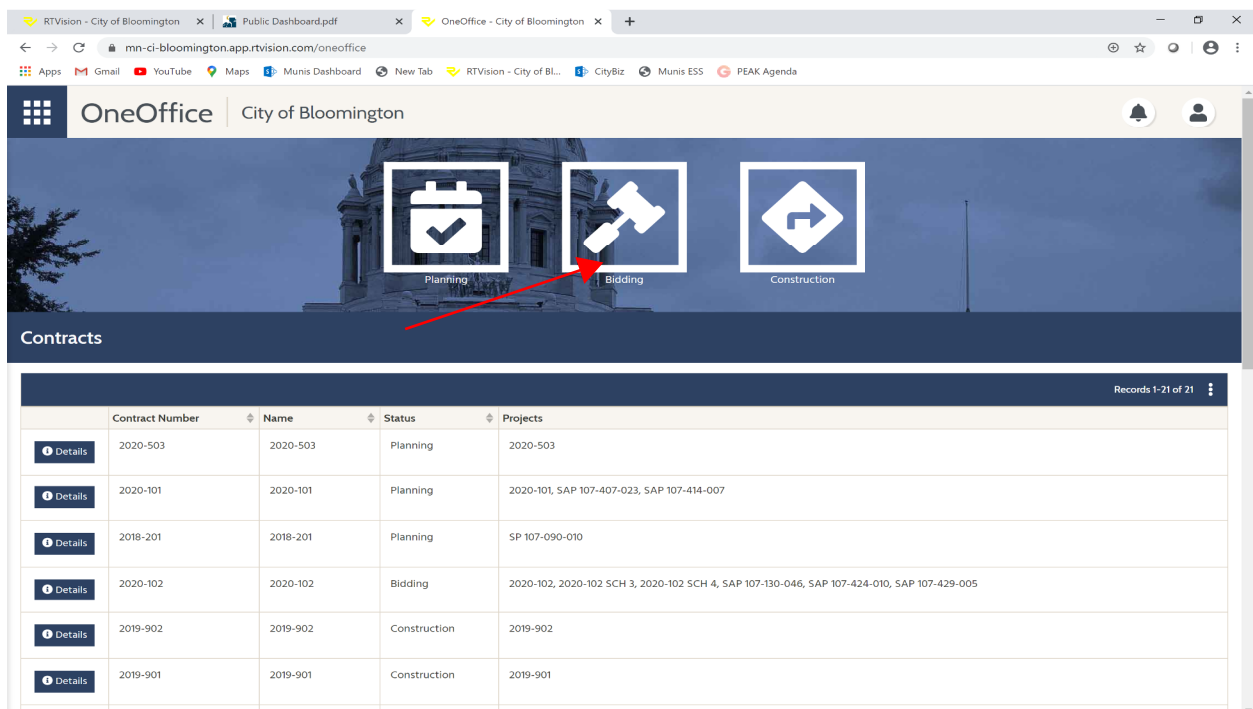 RTVision - City of Bloomington
Public Dashboard.pdf
OneOffice - City of Bloomington
mn-ci-bloomington.app.rtvision.com/oneoffice
Apps Gmail YouTube Maps Munis Dashboard New Tab RTVision - City of Bl... CityBiz Munis ESS PEAK Agenda
OneOffice City of Bloomington
Planning Bidding Construction
Contracts
Records 1-21 of 21
Contract Number Name Status Projects
Details 2020-503 2020-503 Planning 2020-503
Details 2020-101 2020-101 Planning 2020-101, SAP 107-407-023, SAP 107-414-007
Details 2018-201 2018-201 Planning SP 107-090-010
Details 2020-102 2020-102 Bidding 2020-102, 2020-102 SCH 3, 2020-102 SCH 4, SAP 107-130-046, SAP 107-424-010, SAP 107-429-005
Details 2019-902 2019-902 Construction 2019-902
Details 2019-901 2019-901 Construction 2019-901